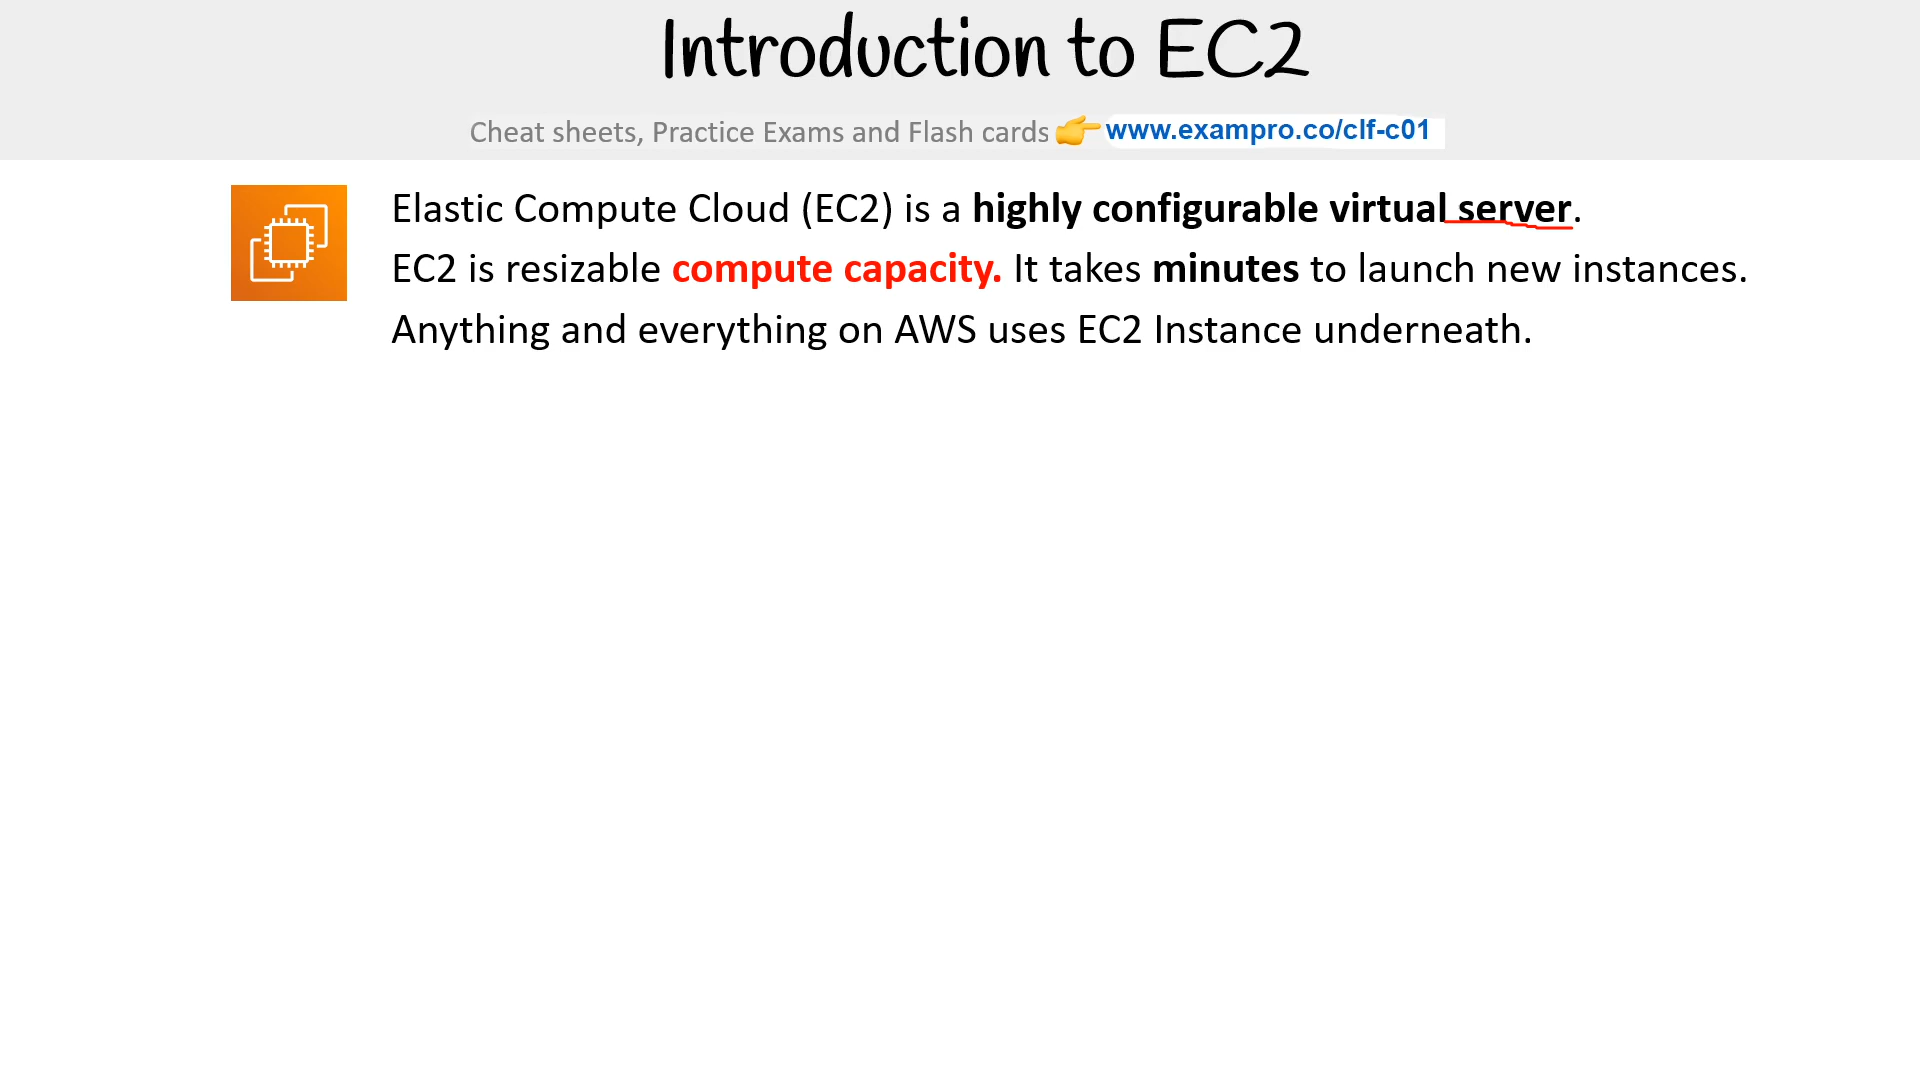 Introduction to EC2
Cheat sheets, Practice Exams and Flash cards 👉 www.exampro.co/clf-c01
Elastic Compute Cloud (EC2) is a highly configurable virtual server.
EC2 is resizable compute capacity. It takes minutes to launch new instances.
Anything and everything on AWS uses EC2 Instance underneath.